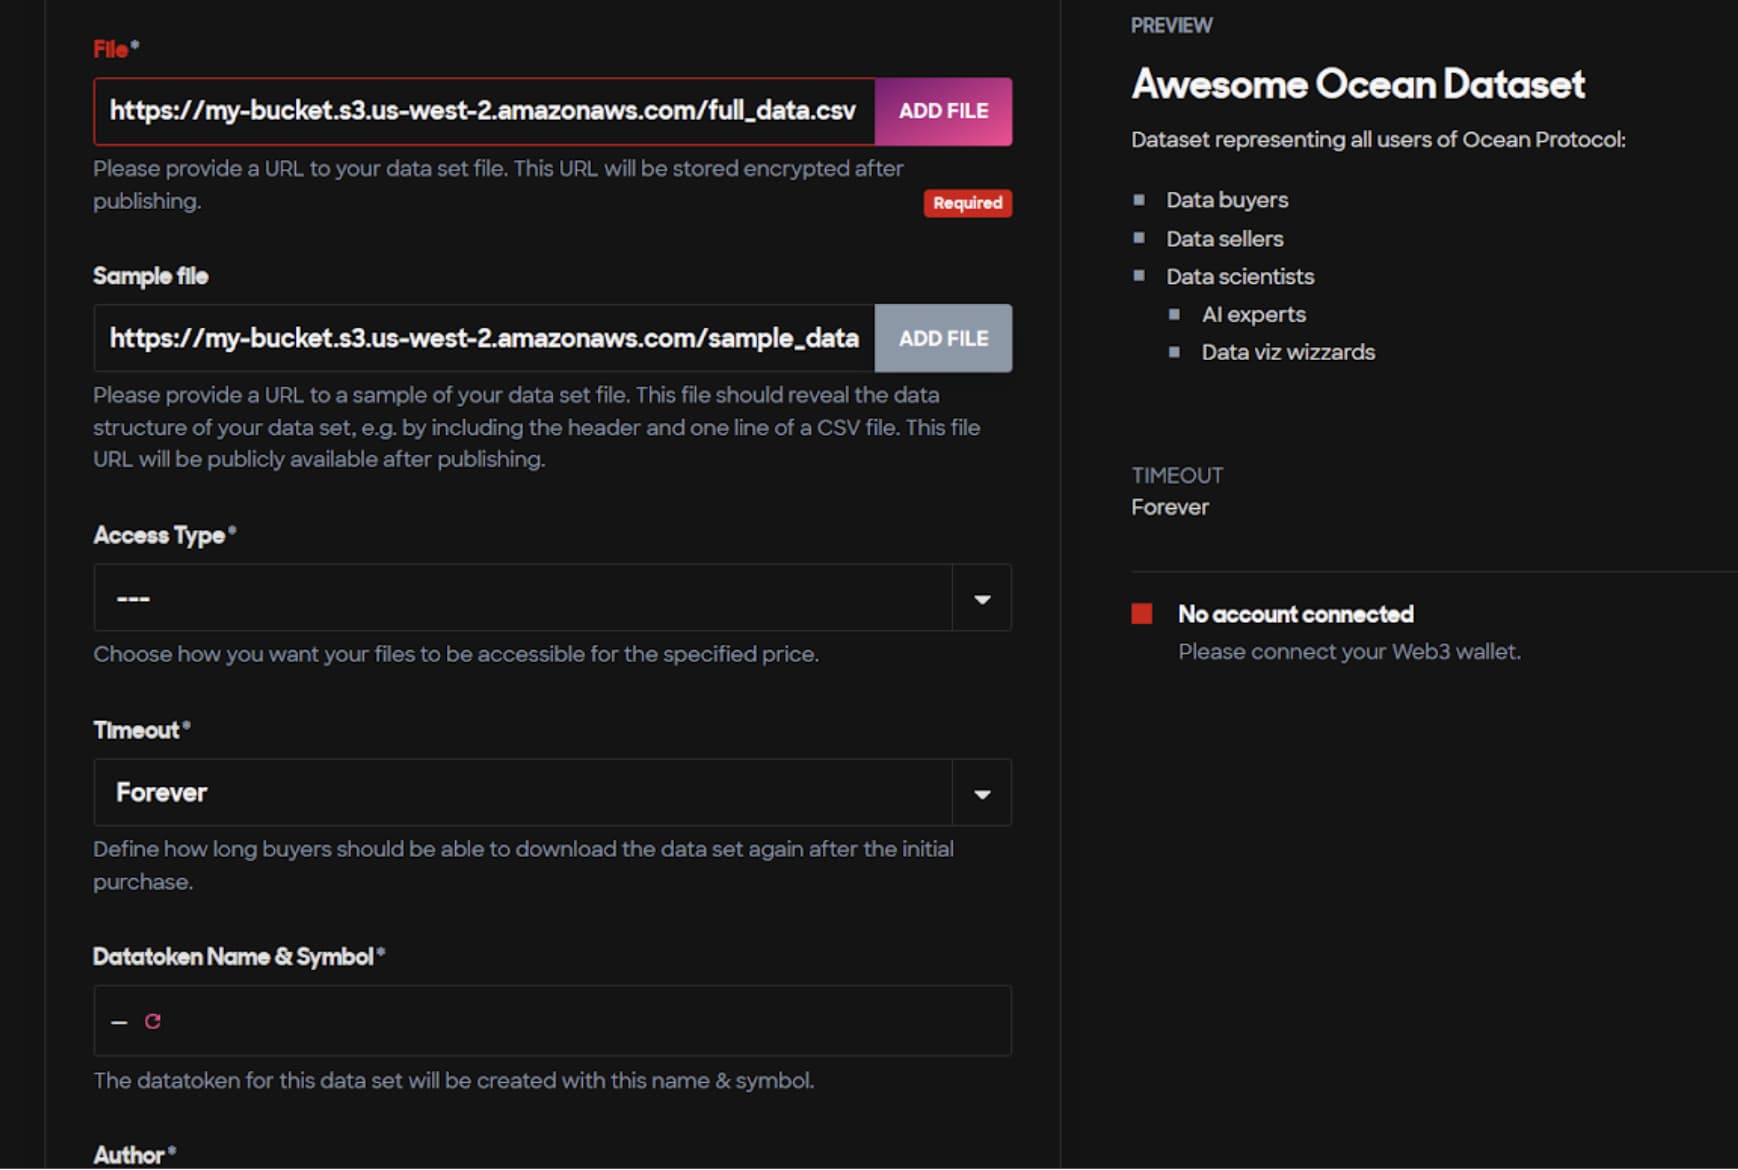 File*
https://my-bucket.s3.us-west-2.amazonaws.com/full_data.csv
ADD FILE
Please provide a URL to your data set file. This URL will be stored encrypted after
publishing.
Required
Sample file
https://my-bucket.s3.us-west-2.amazonaws.com/sample_data
ADD FILE
Please provide a URL to a sample of your data set file. This file should reveal the data
structure of your data set, e.g. by including the header and one line of a CSV file. This file
URL will be publicly available after publishing.
Access Type*
---
Choose how you want your files to be accessible for the specified price.
Timeout*
Forever
Define how long buyers should be able to download the data set again after the initial
purchase.
Datatoken Name & Symbol*
—
The datatoken for this data set will be created with this name & symbol.
Author*
PREVIEW
Awesome Ocean Dataset
Dataset representing all users of Ocean Protocol:
Data buyers
Data sellers
Data scientists
AI experts
Data viz wizzards
TIMEOUT
Forever
No account connected
Please connect your Web3 wallet.